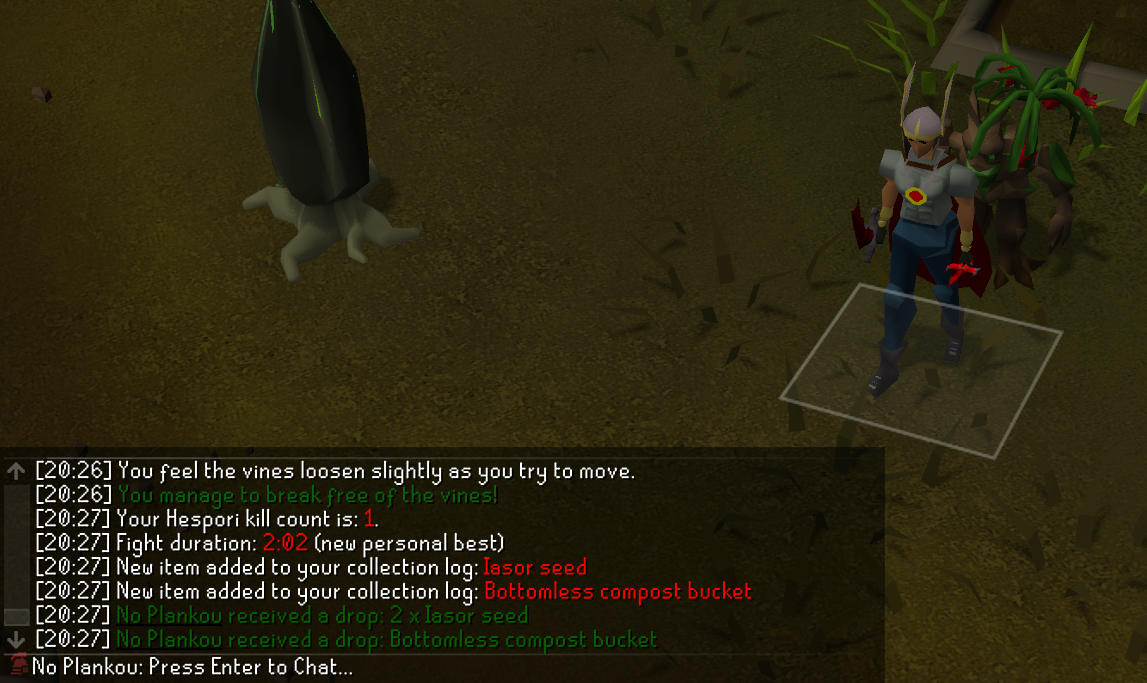 [20:26] You feel the vines loosen slightly as you try to move.
[20:26] You manage to break free of the vines!
[20:27] Your Hespori kill count is: 1.
[20:27] Fight duration: 2:02 (new personal best)
[20:27] New item added to your collection log: Iasor seed
[20:27] New item added to your collection log: Bottomless compost bucket
[20:27] No Plankou received a drop: 2 x Iasor seed
[20:27] No Plankou received a drop: Bottomless compost bucket
No Plankou: Press Enter to Chat...